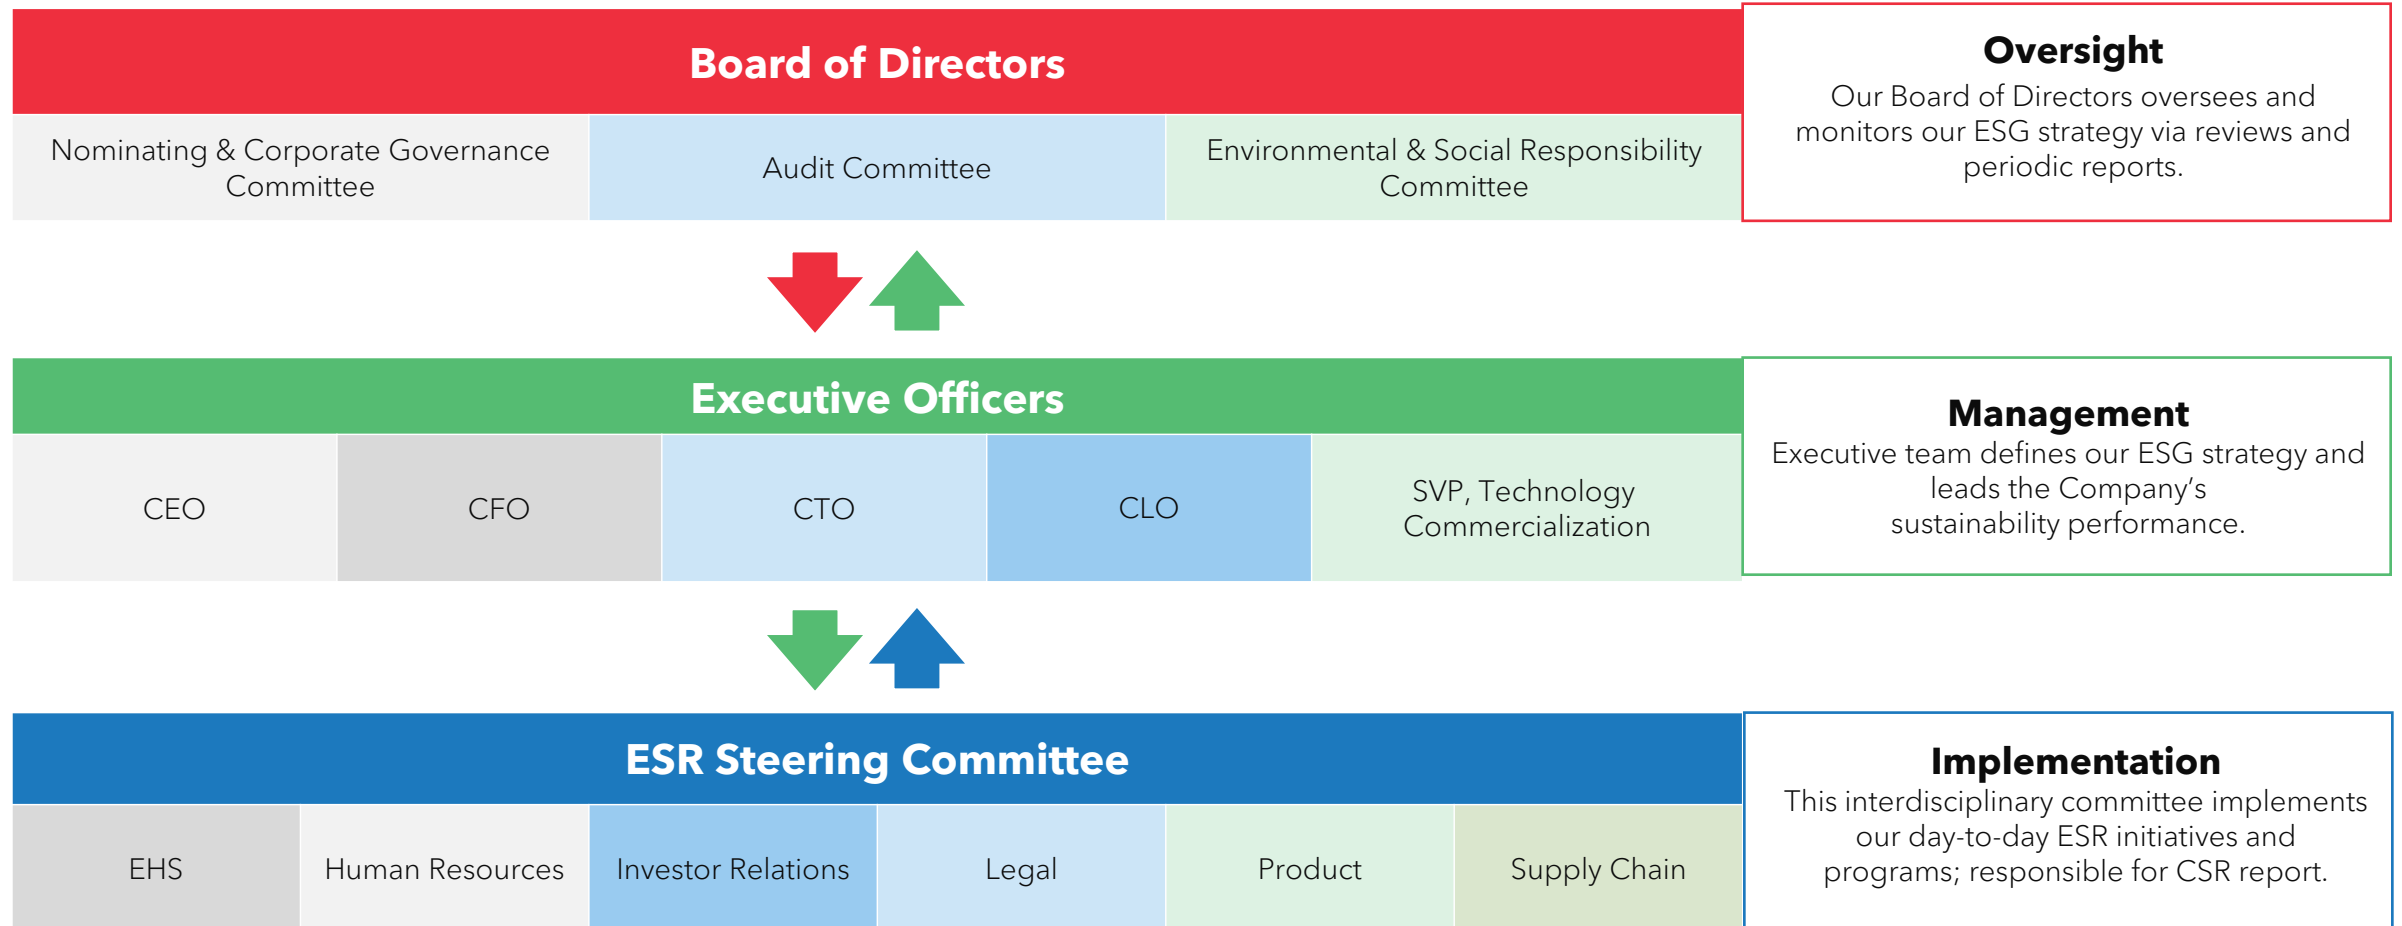 Board of Directors
Nominating & Corporate Governance
Committee
Audit Committee
Environmental & Social Responsibility
Committee
Oversight
Our Board of Directors oversees and
monitors our ESG strategy via reviews and
periodic reports.
Executive Officers
CEO
CFO
CTO
CLO
SVP, Technology
Commercialization
Management
Executive team defines our ESG strategy and
leads the Company's
sustainability performance.
ESR Steering Committee
EHS
Human Resources
Investor Relations
Legal
Product
Supply Chain
Implementation
This interdisciplinary committee implements
our day-to-day ESR initiatives and
programs; responsible for CSR report.